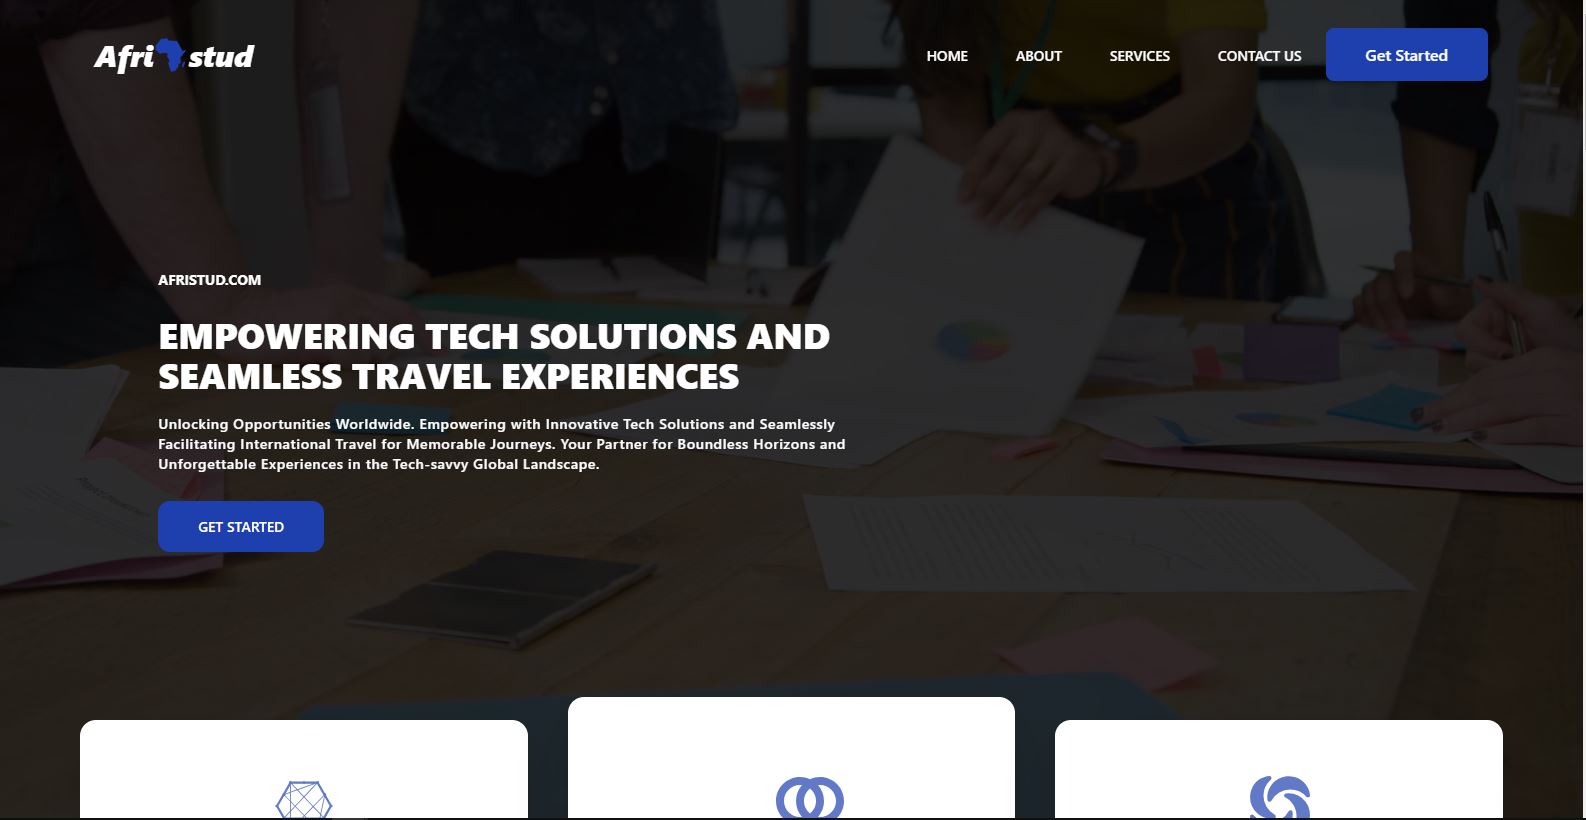 Afri stud
HOME ABOUT SERVICES CONTACT US Get Started
AFRISTUD.COM
EMPOWERING TECH SOLUTIONS AND
SEAMLESS TRAVEL EXPERIENCES
Unlocking Opportunities Worldwide. Empowering with Innovative Tech Solutions and Seamlessly
Facilitating International Travel for Memorable Journeys. Your Partner for Boundless Horizons and
Unforgettable Experiences in the Tech-savvy Global Landscape.
GET STARTED